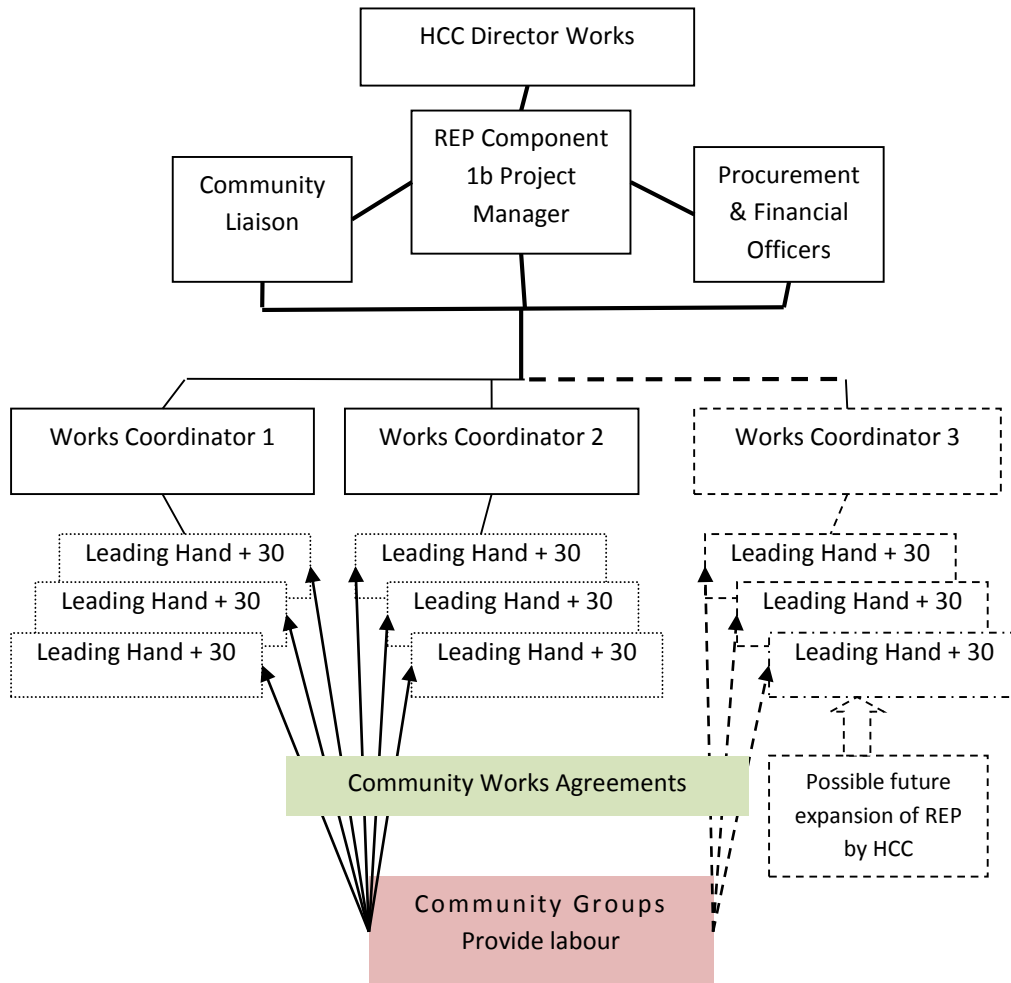 HCC Director Works
REP Component
1b Project
Manager
Community
Liaison
Procurement
& Financial
Officers
Works Coordinator 1
Works Coordinator 2
Works Coordinator 3
Leading Hand + 30
Leading Hand + 30
Leading Hand + 30
Leading Hand + 30
Leading Hand + 30
Leading Hand + 30
Leading Hand + 30
Leading Hand + 30
Leading Hand + 30
Community Works Agreements
Possible future
expansion of REP
by HCC
Community Groups
Provide labour